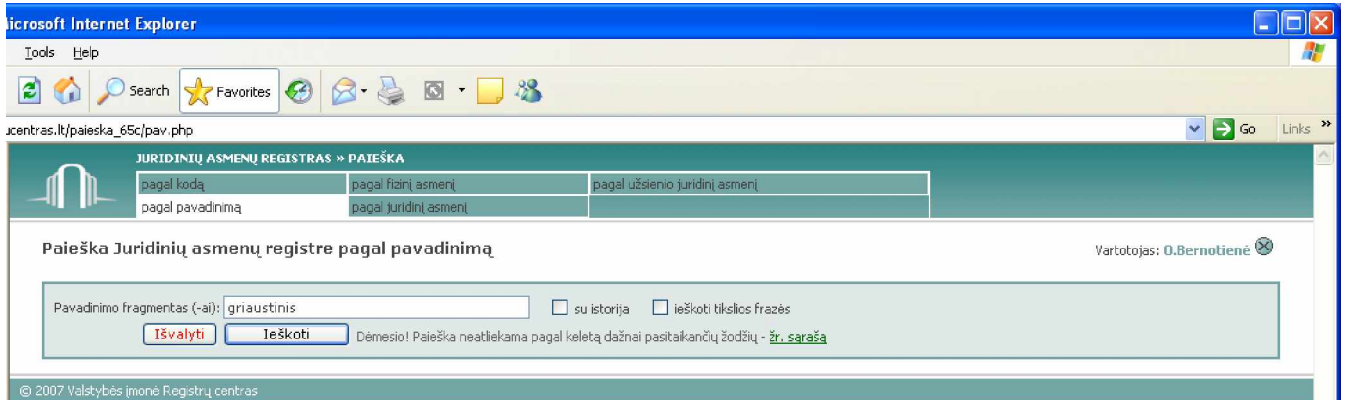 Microsoft Internet Explorer
Tools Help
Search Favorites
ucentras.lt/paieska_65c/pav.php Go Links »
JURIDINIŲ ASMENŲ REGISTRAS » PAIEŠKA
pagal kodą pagal fizinį asmenį pagal užsienio juridinį asmenį
pagal pavadinimą pagal juridinį asmenį
Paieška Juridinių asmenų registre pagal pavadinimą Vartotojas: O.Bernotienė
Pavadinimo fragmentas (-ai): griaustinis su istorija ieškoti tikslios frazės
Išvalyti Ieškoti Dėmesio! Paieška neatliekama pagal keletą dažnai pasitaikančių žodžių - žr. sąrašą
© 2007 Valstybės įmonė Registrų centras